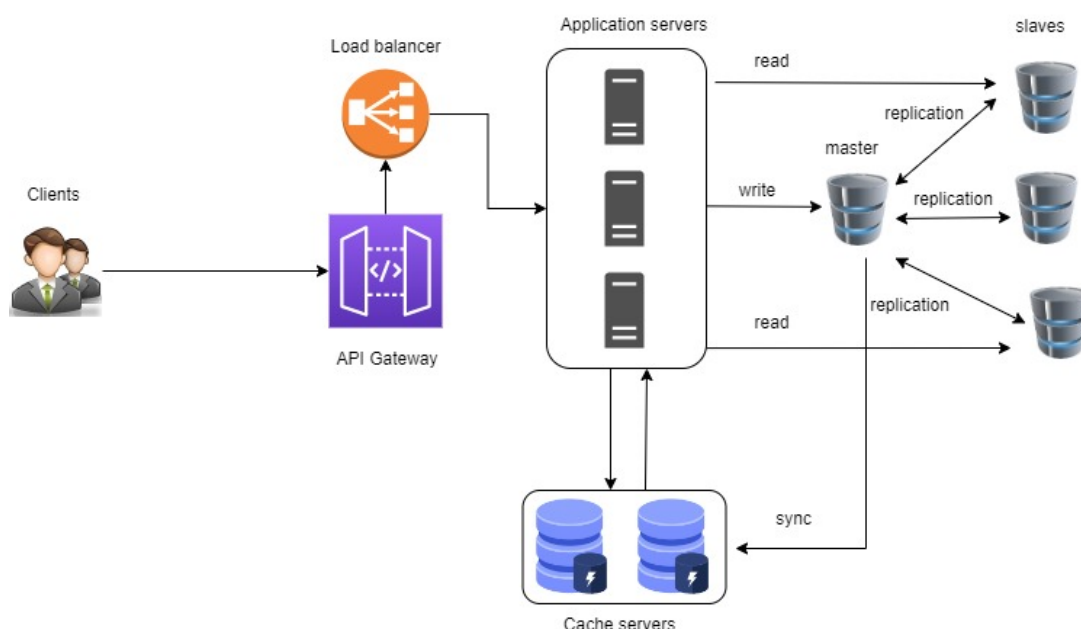 Application servers
slaves
Load balancer
read
replication
master
Clients
write
replication
replication
read
API Gateway
sync
Cache servers